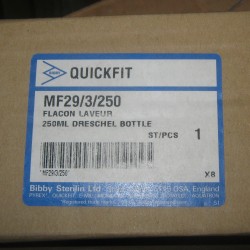 QUICKFIT
MF29/3/250
FLACON LAVEUR
250ML DRESCHEL BOTTLE
ST/PCS 1
*MF29/3/250*
X8
Bibby Sterilin Ltd
England